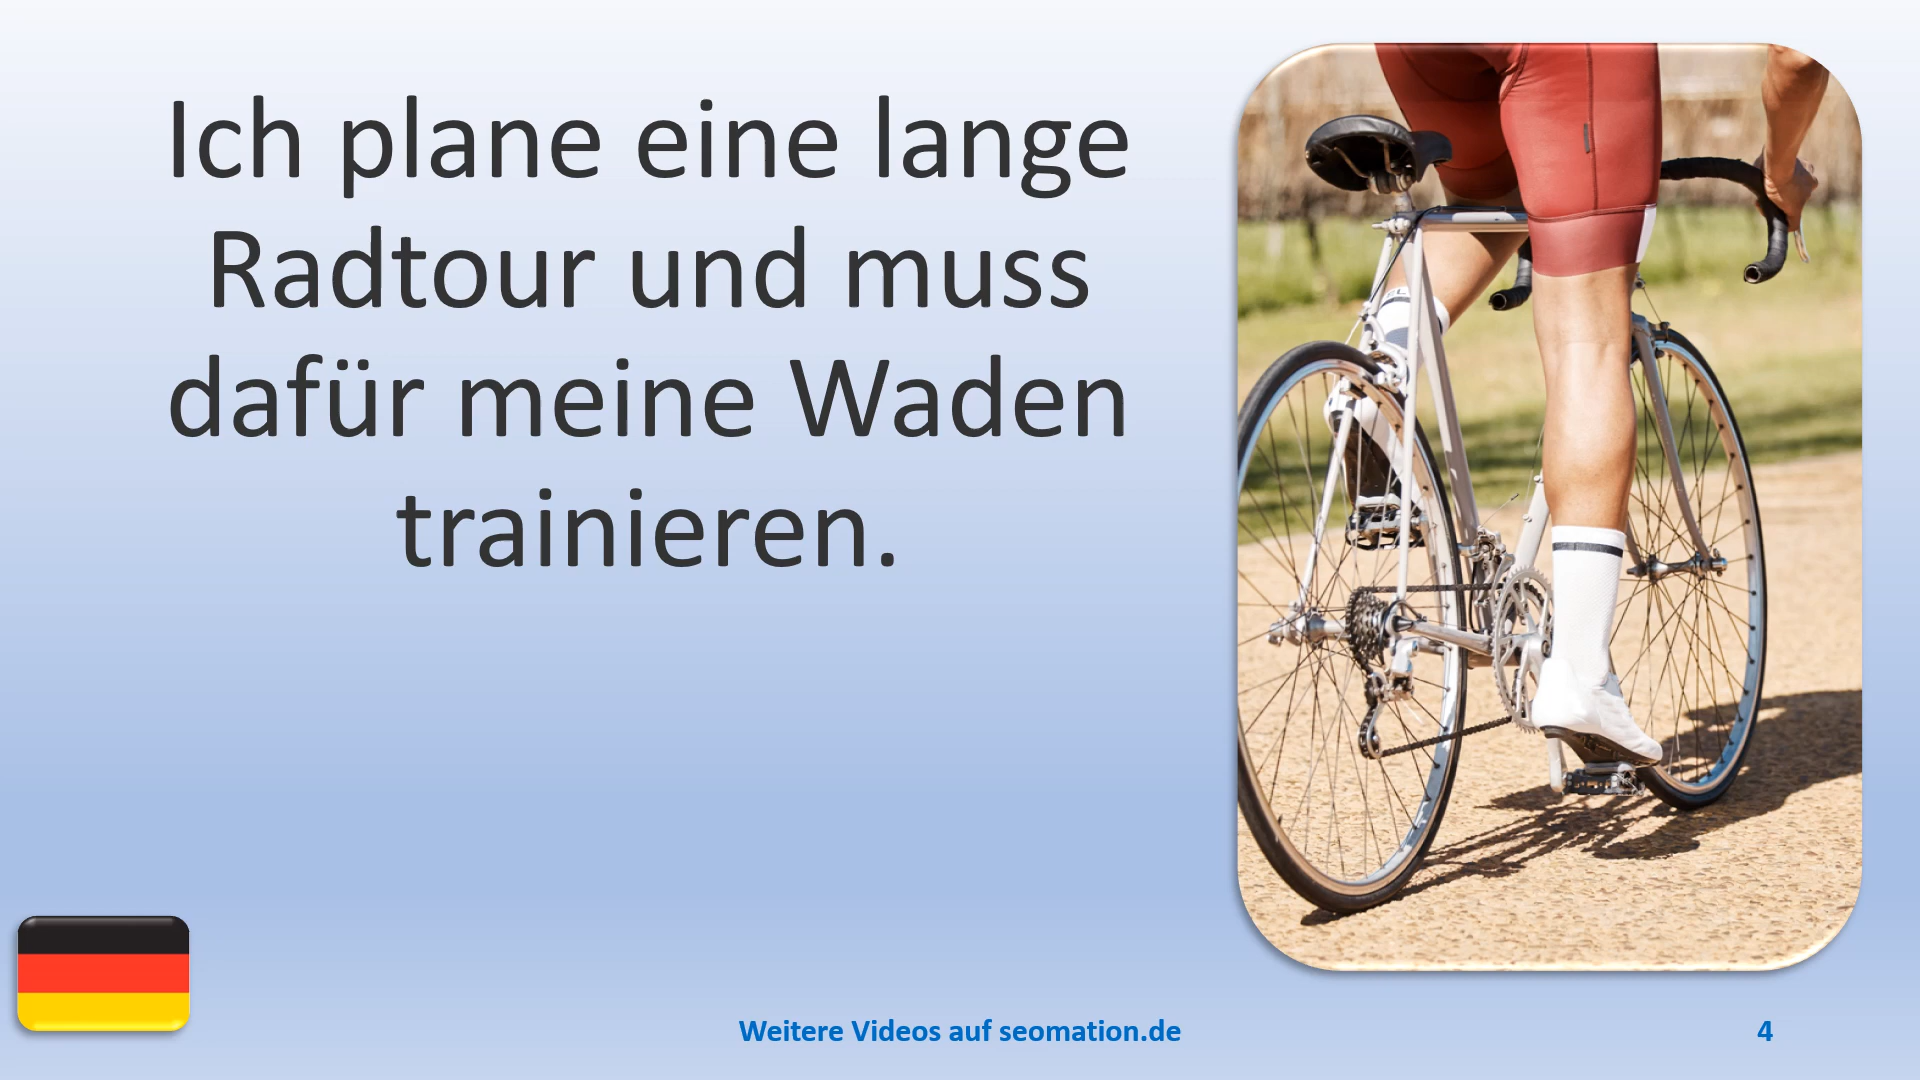 Ich plane eine lange
Radtour und muss
dafür meine Waden
trainieren.
Weitere Videos auf seomation.de
4